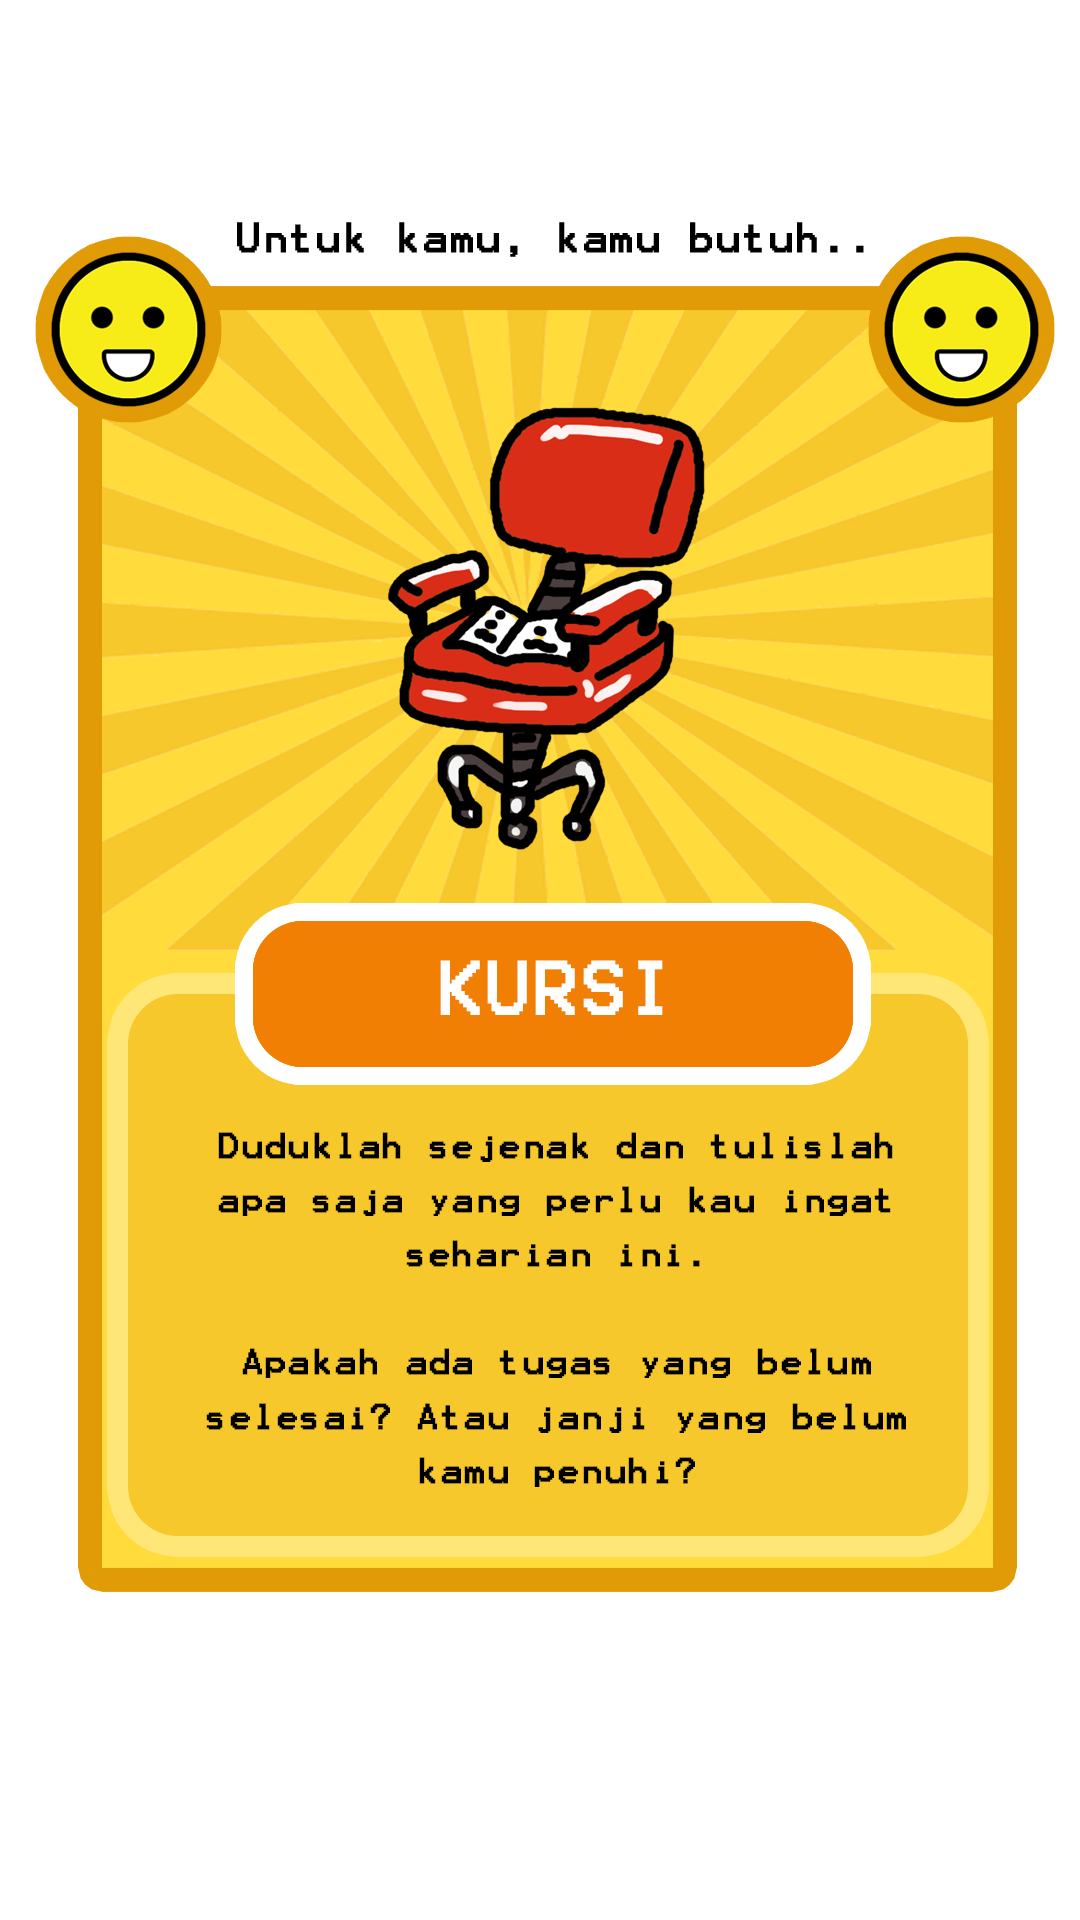 Untuk kamu, kamu butuh..
KURSI
Duduklah sejenak dan tulislah
apa saja yang perlu kau ingat
seharian ini.
Apakah ada tugas yang belum
selesai? Atau janji yang belum
kamu penuhi?